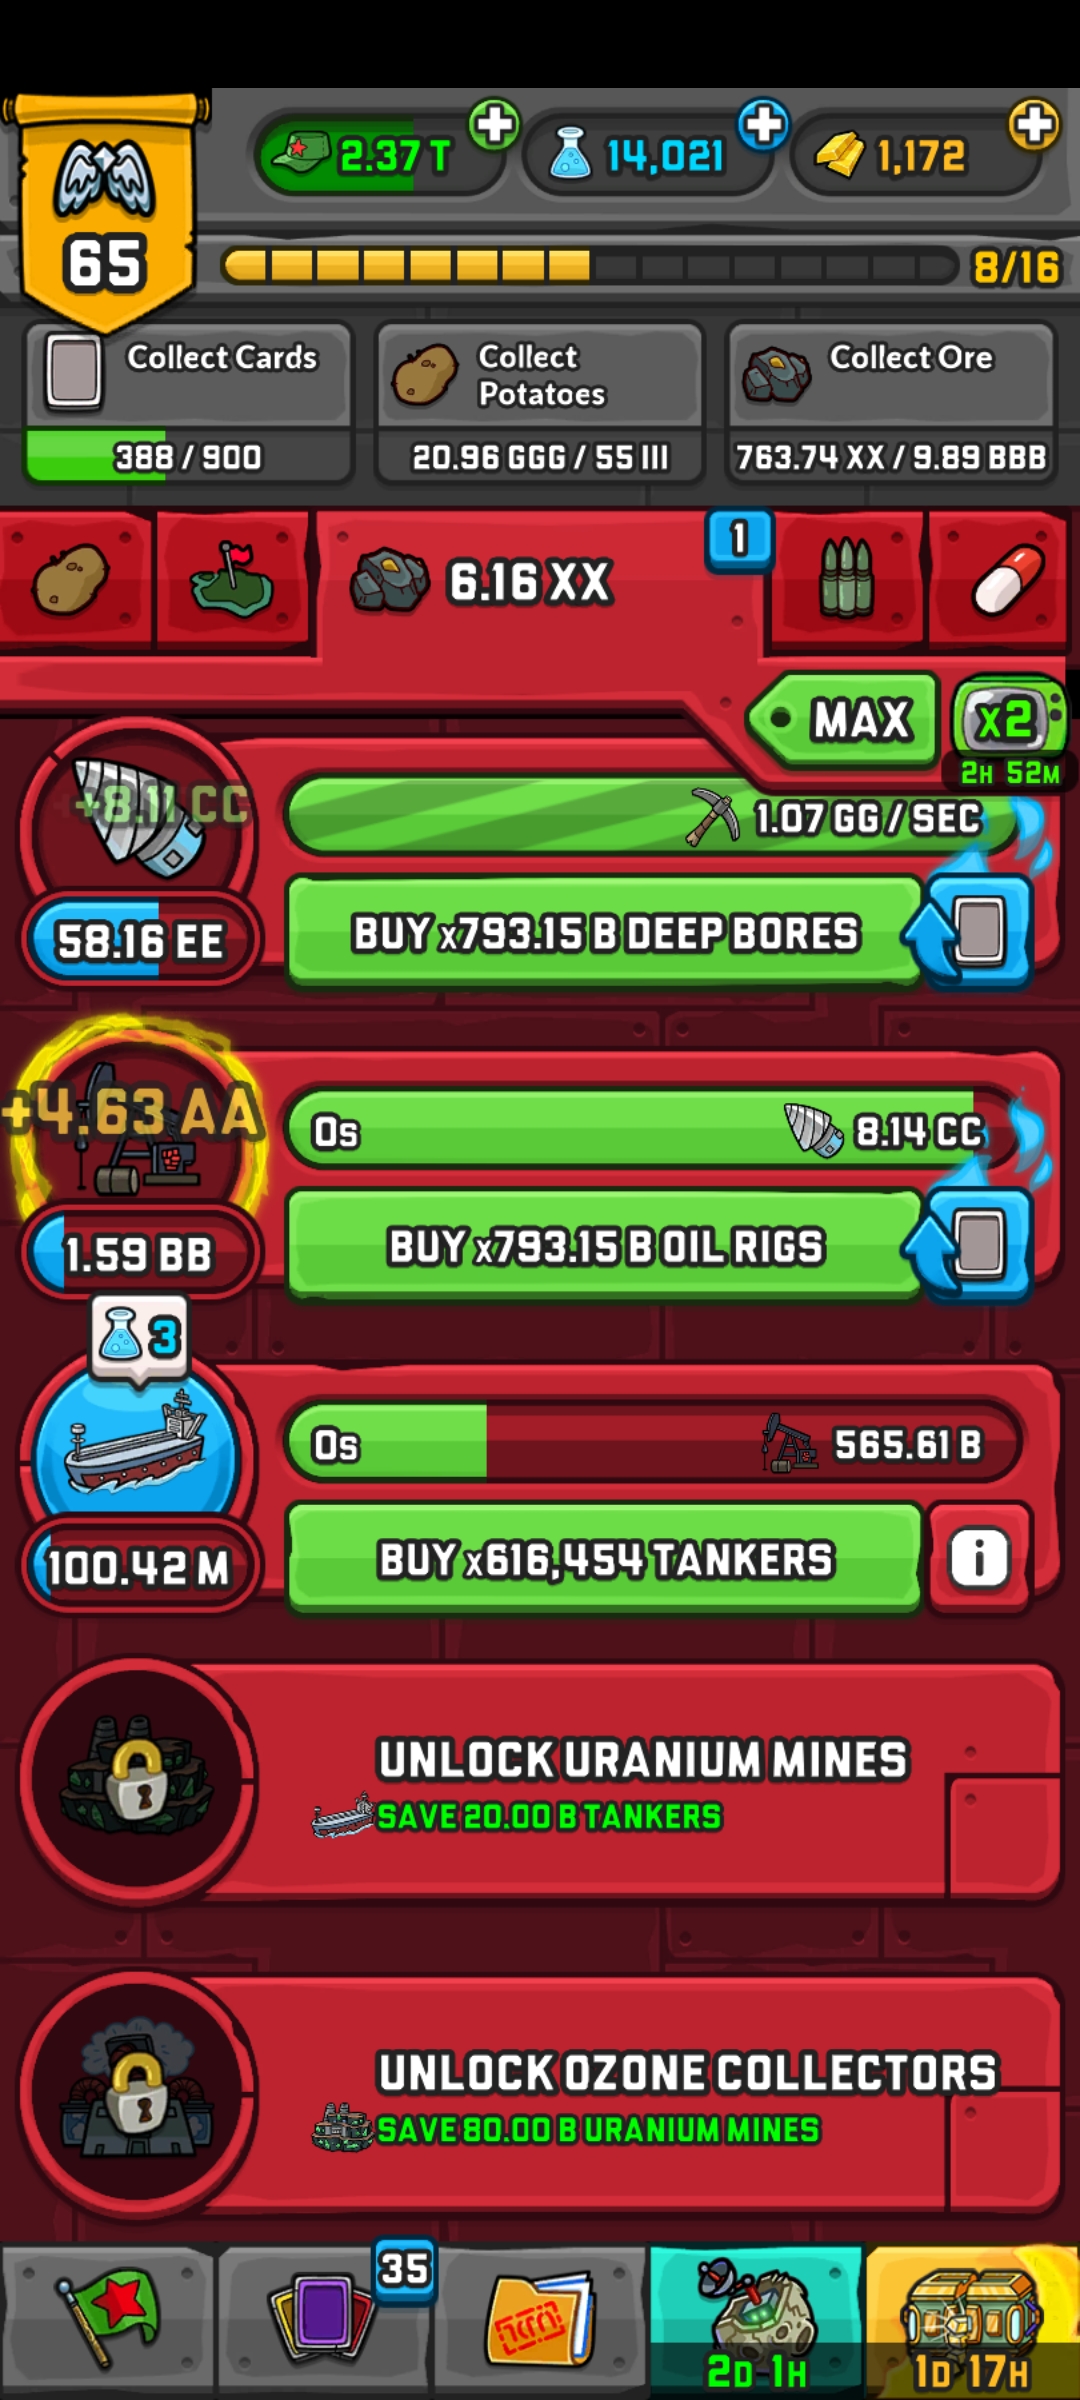 2.37 T
14,021
1,172
65
8/16
Collect Cards
388 / 900
Collect
Potatoes
20.96 GGG / 55 III
Collect Ore
763.74 XX / 9.89 BBB
6.16 XX
1
MAX
x2
2H 52M
+8.11 CC
1.07 GG / SEC
58.16 EE
BUY x793.15 B DEEP BORES
+4.63 AA
0s
8.14 CC
1.59 BB
BUY x793.15 B OIL RIGS
3
0s
565.61 B
100.42 M
BUY x616,454 TANKERS
i
UNLOCK URANIUM MINES
SAVE 20.00 B TANKERS
UNLOCK OZONE COLLECTORS
SAVE 80.00 B URANIUM MINES
35
2D 1H
1D 17H